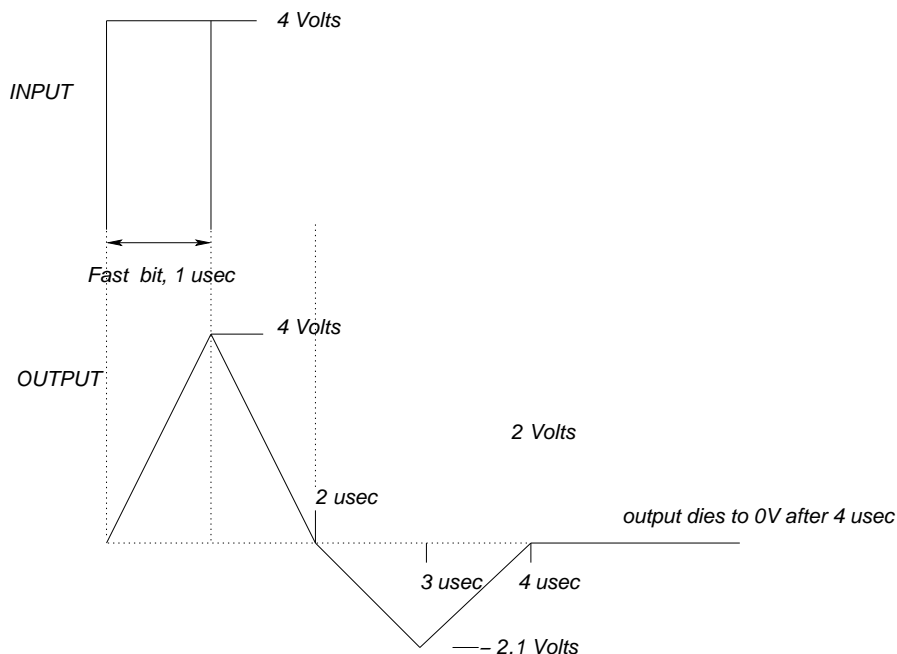 4 Volts
INPUT
Fast bit, 1 usec
4 Volts
OUTPUT
2 Volts
2 usec
output dies to 0V after 4 usec
3 usec
4 usec
– 2.1 Volts